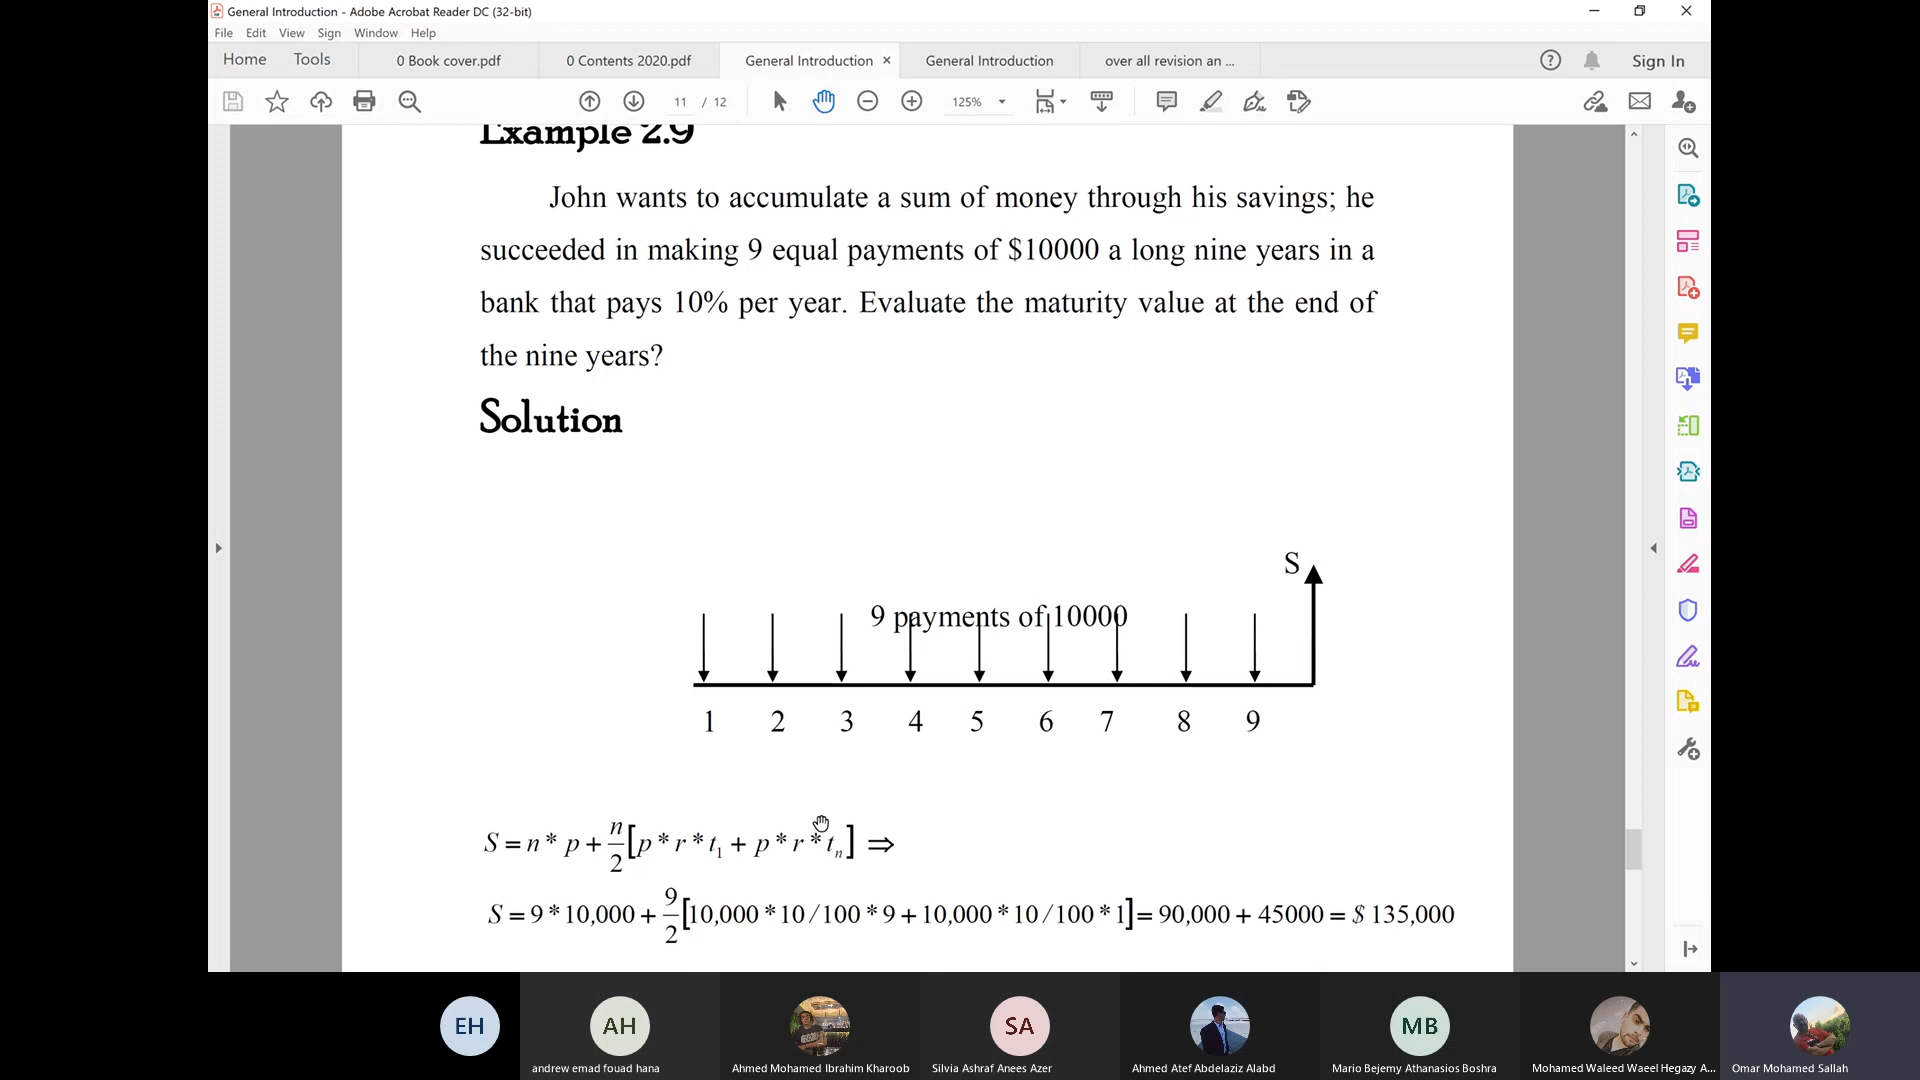 General Introduction - Adobe Acrobat Reader DC (32-bit)
File Edit View Sign Window Help
Home Tools 0 Book cover.pdf 0 Contents 2020.pdf General Introduction × General Introduction over all revision an ... Sign In
11 / 12 125%
Example 2.9
John wants to accumulate a sum of money through his savings; he
succeeded in making 9 equal payments of $10000 a long nine years in a
bank that pays 10% per year. Evaluate the maturity value at the end of
the nine years?
Solution
S
9 payments of 10000
1 2 3 4 5 6 7 8 9
S = n * p + n/2 [p * r * t₁ + p * r * tₙ] ⇒
S = 9 * 10,000 + 9/2 [10,000 * 10 / 100 * 9 + 10,000 * 10 / 100 * 1] = 90,000 + 45000 = $ 135,000
EH AH SA MB
andrew emad fouad hana Ahmed Mohamed Ibrahim Kharoob Silvia Ashraf Anees Azer Ahmed Atef Abdelaziz Alabd Mario Bejemy Athanasios Boshra Mohamed Waleed Wael Hegazy A... Omar Mohamed Sallah